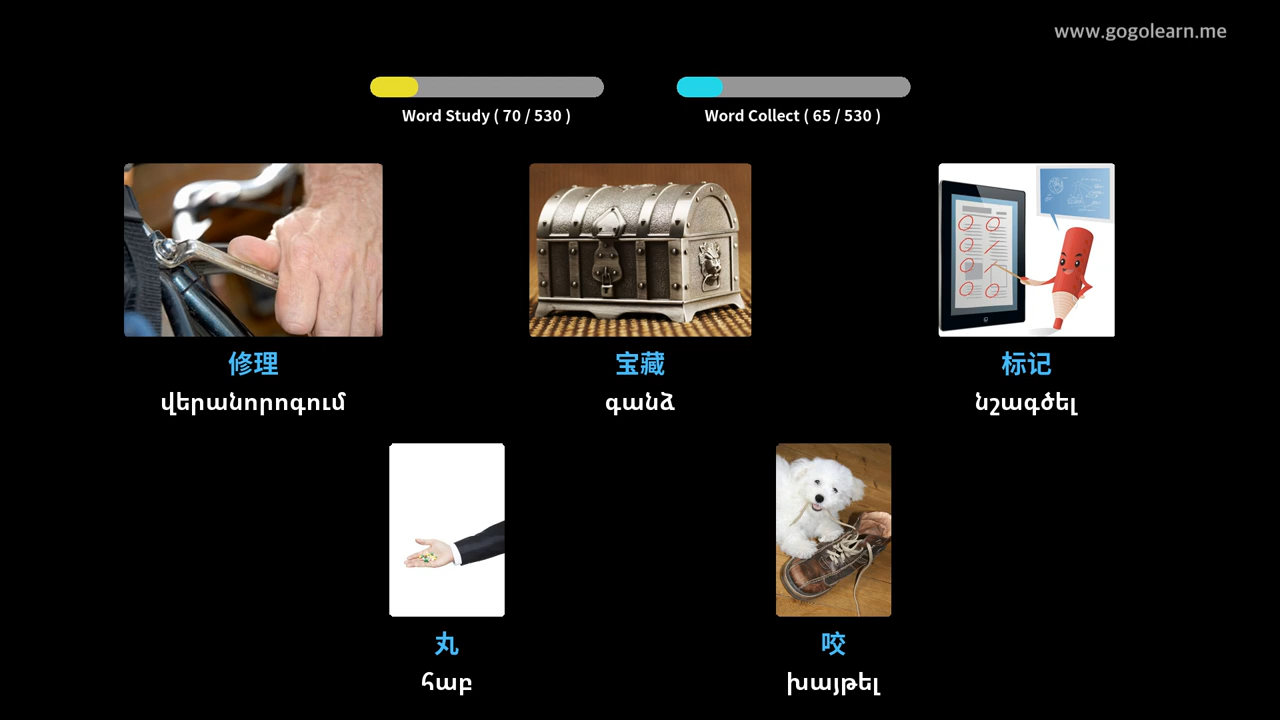 www.gogolearn.me
Word Study ( 70 / 530 )
Word Collect ( 65 / 530 )
修理
վերանորոգում
宝藏
գանձ
标记
նշագծել
丸
հաբ
咬
խայթել